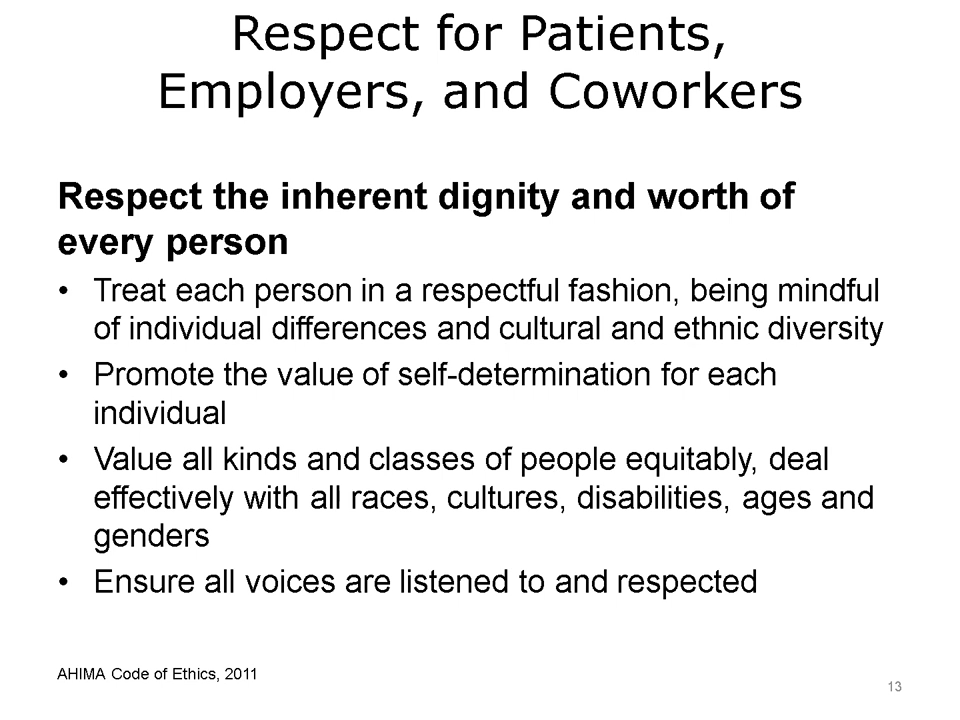 Respect for Patients,
Employers, and Coworkers
Respect the inherent dignity and worth of
every person
• Treat each person in a respectful fashion, being mindful
of individual differences and cultural and ethnic diversity
• Promote the value of self-determination for each
individual
• Value all kinds and classes of people equitably, deal
effectively with all races, cultures, disabilities, ages and
genders
• Ensure all voices are listened to and respected
AHIMA Code of Ethics, 2011
13